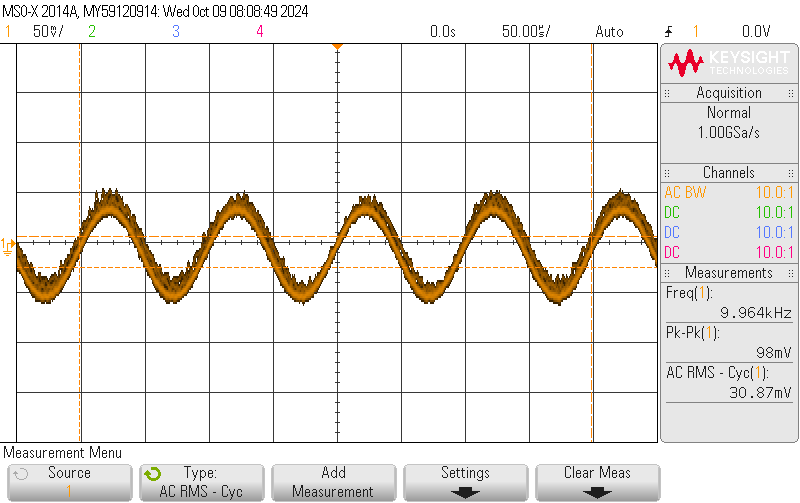 MSO-X 2014A, MY59120914: Wed Oct 09 08:08:49 2024
1 50mV/ 2 3 4 0.0s 50.00us/ Auto 1 0.0V
KEYSIGHT
TECHNOLOGIES
Acquisition
Normal
1.00GSa/s
Channels
AC BW 10.0:1
DC 10.0:1
DC 10.0:1
DC 10.0:1
Measurements
Freq(1):
9.964kHz
Pk-Pk(1):
98mV
AC RMS - Cyc(1):
30.87mV
1
Measurement Menu
Source
1
Type:
AC RMS - Cyc
Add
Measurement
Settings
Clear Meas